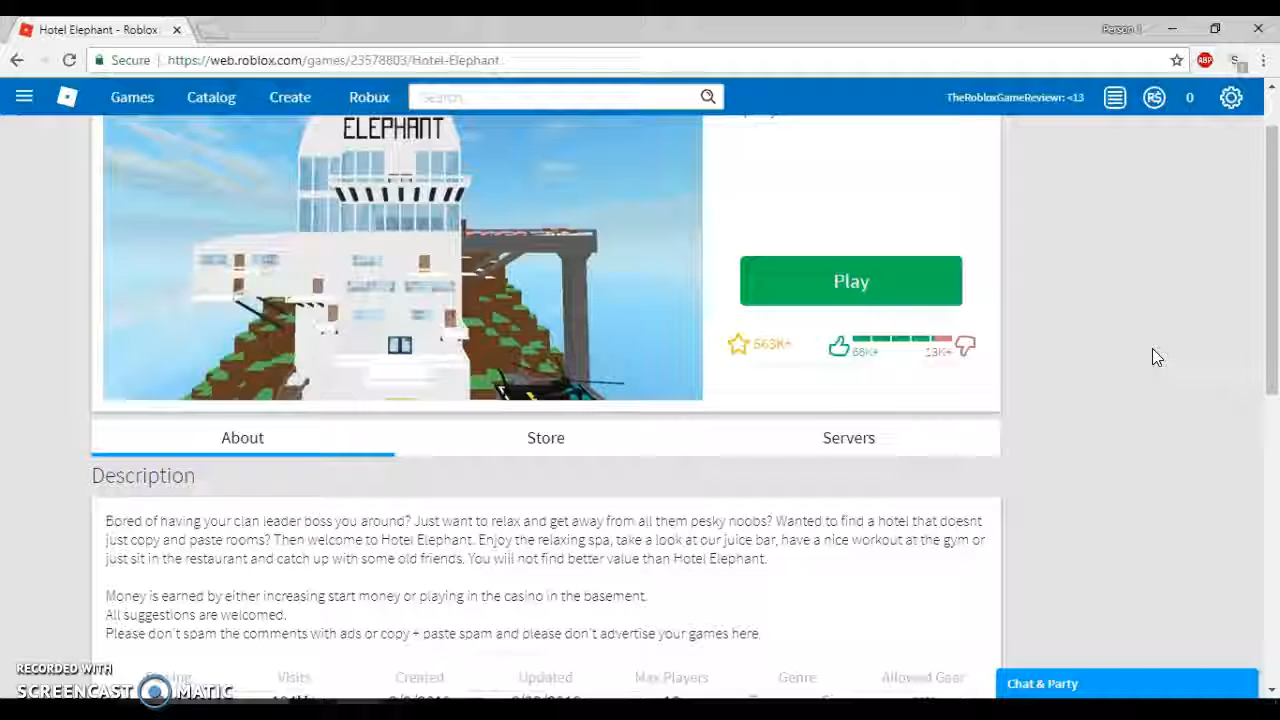 Hotel Elephant - Roblox
Secure https://web.roblox.com/games/23578803/Hotel-Elephant
ABP
Games Catalog Create Robux Search TheRobloxGameReviewr: <13 R$ 0
ELEPHANT
Play
563K+ 68K+ 13K+
About Store Servers
Description
Bored of having your clan leader boss you around? Just want to relax and get away from all them pesky noobs? Wanted to find a hotel that doesnt
just copy and paste rooms? Then welcome to Hotel Elephant. Enjoy the relaxing spa, take a look at our juice bar, have a nice workout at the gym or
just sit in the restaurant and catch up with some old friends. You will not find better value than Hotel Elephant.
Money is earned by either increasing start money or playing in the casino in the basement.
All suggestions are welcomed.
Please don't spam the comments with ads or copy + paste spam and please don't advertise your games here.
Visits Created Updated Max Players Genre Allowed Gear
Chat & Party
RECORDED WITH
SCREENCAST MATIC